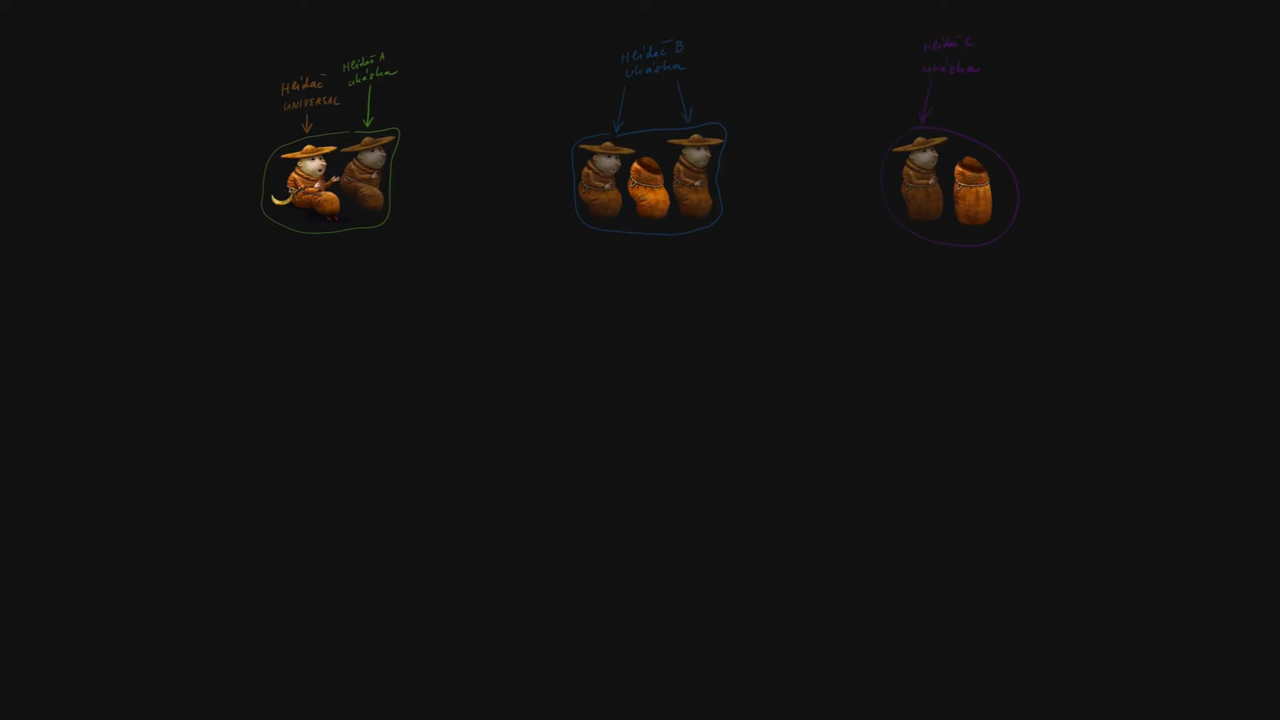 Hlídač
UNIVERSAL
Hlídač A
ukázka
Hlídač B
ukázka
Hlídač C
ukázka